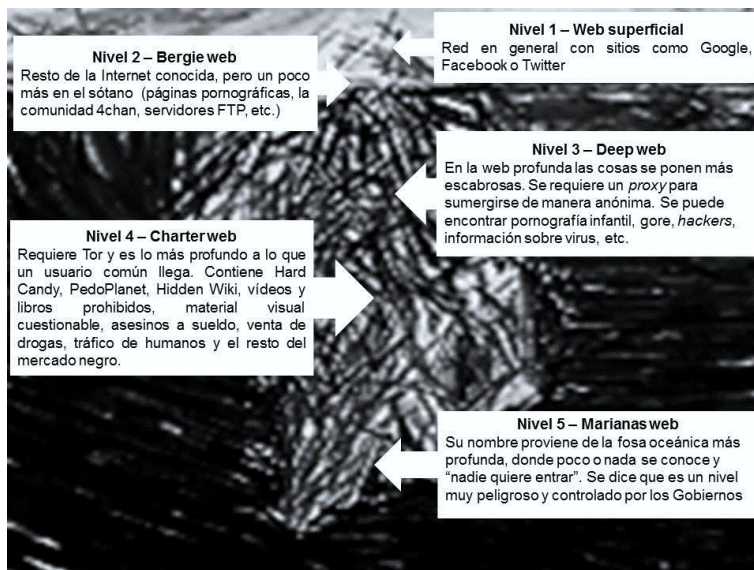 Nivel 1 – Web superficial
Red en general con sitios como Google,
Facebook o Twitter
Nivel 2 – Bergie web
Resto de la Internet conocida, pero un poco
más en el sótano (páginas pornográficas, la
comunidad 4chan, servidores FTP, etc.)
Nivel 3 – Deep web
En la web profunda las cosas se ponen más
escabrosas. Se requiere un proxy para
sumergirse de manera anónima. Se puede
encontrar pornografía infantil, gore, hackers,
información sobre virus, etc.
Nivel 4 – Charter web
Requiere Tor y es lo más profundo a lo que
un usuario común llega. Contiene Hard
Candy, PedoPlanet, Hidden Wiki, vídeos y
libros prohibidos, material visual
cuestionable, asesinos a sueldo, venta de
drogas, tráfico de humanos y el resto del
mercado negro.
Nivel 5 – Marianas web
Su nombre proviene de la fosa oceánica más
profunda, donde poco o nada se conoce y
“nadie quiere entrar”. Se dice que es un nivel
muy peligroso y controlado por los Gobiernos